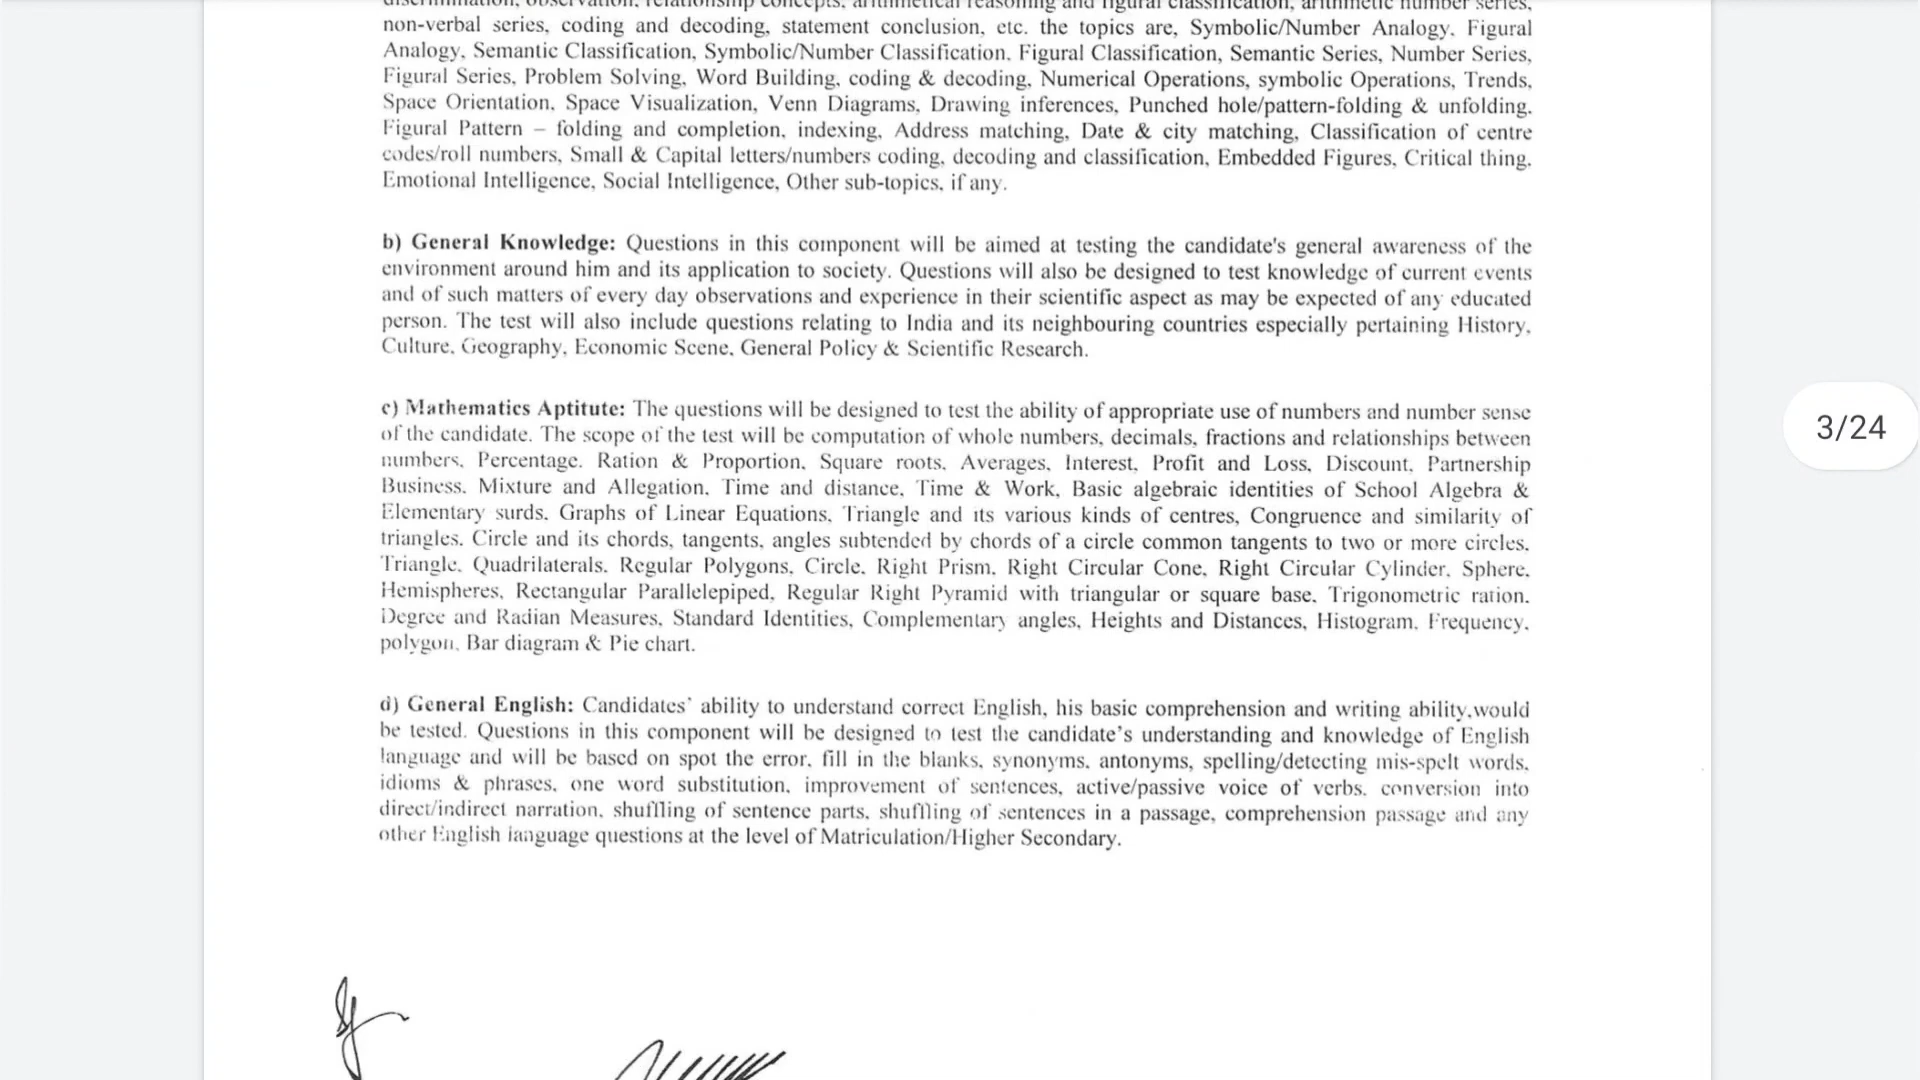 discrimination, observation, relationship concepts, arithmetical reasoning and figural classification, arithmetic number series,
non-verbal series, coding and decoding, statement conclusion, etc. the topics are, Symbolic/Number Analogy. Figural
Analogy, Semantic Classification, Symbolic/Number Classification. Figural Classification, Semantic Series, Number Series,
Figural Series, Problem Solving, Word Building, coding & decoding, Numerical Operations, symbolic Operations, Trends,
Space Orientation, Space Visualization, Venn Diagrams, Drawing inferences, Punched hole/pattern-folding & unfolding.
Figural Pattern – folding and completion, indexing, Address matching, Date & city matching, Classification of centre
codes/roll numbers, Small & Capital letters/numbers coding, decoding and classification, Embedded Figures, Critical thing.
Emotional Intelligence, Social Intelligence, Other sub-topics, if any.
b) General Knowledge: Questions in this component will be aimed at testing the candidate's general awareness of the
environment around him and its application to society. Questions will also be designed to test knowledge of current events
and of such matters of every day observations and experience in their scientific aspect as may be expected of any educated
person. The test will also include questions relating to India and its neighbouring countries especially pertaining History,
Culture, Geography, Economic Scene, General Policy & Scientific Research.
c) Mathematics Aptitute: The questions will be designed to test the ability of appropriate use of numbers and number sense
of the candidate. The scope of the test will be computation of whole numbers, decimals, fractions and relationships between
numbers, Percentage. Ration & Proportion, Square roots, Averages, Interest, Profit and Loss, Discount, Partnership
Business, Mixture and Allegation, Time and distance, Time & Work, Basic algebraic identities of School Algebra &
Elementary surds, Graphs of Linear Equations, Triangle and its various kinds of centres, Congruence and similarity of
triangles. Circle and its chords, tangents, angles subtended by chords of a circle common tangents to two or more circles.
Triangle, Quadrilaterals, Regular Polygons, Circle, Right Prism, Right Circular Cone, Right Circular Cylinder, Sphere,
Hemispheres, Rectangular Parallelepiped, Regular Right Pyramid with triangular or square base, Trigonometric ration.
Degree and Radian Measures, Standard Identities, Complementary angles, Heights and Distances, Histogram, Frequency,
polygon, Bar diagram & Pie chart.
d) General English: Candidates' ability to understand correct English, his basic comprehension and writing ability,would
be tested. Questions in this component will be designed to test the candidate's understanding and knowledge of English
language and will be based on spot the error, fill in the blanks, synonyms, antonyms, spelling/detecting mis-spelt words,
idioms & phrases, one word substitution, improvement of sentences, active/passive voice of verbs, conversion into
direct/indirect narration, shuffling of sentence parts, shuffling of sentences in a passage, comprehension passage and any
other English language questions at the level of Matriculation/Higher Secondary.
3/24